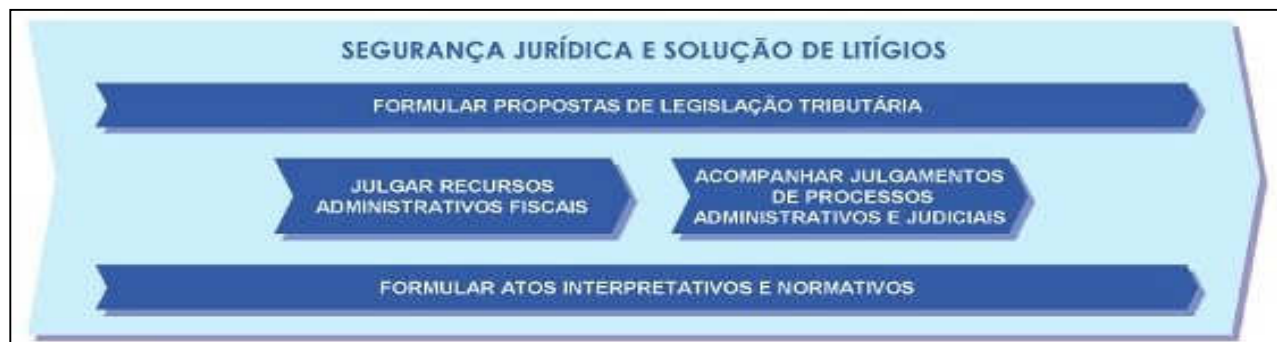 SEGURANÇA JURÍDICA E SOLUÇÃO DE LITÍGIOS
FORMULAR PROPOSTAS DE LEGISLAÇÃO TRIBUTÁRIA
JULGAR RECURSOS
ADMINISTRATIVOS FISCAIS
ACOMPANHAR JULGAMENTOS
DE PROCESSOS
ADMINISTRATIVOS E JUDICIAIS
FORMULAR ATOS INTERPRETATIVOS E NORMATIVOS